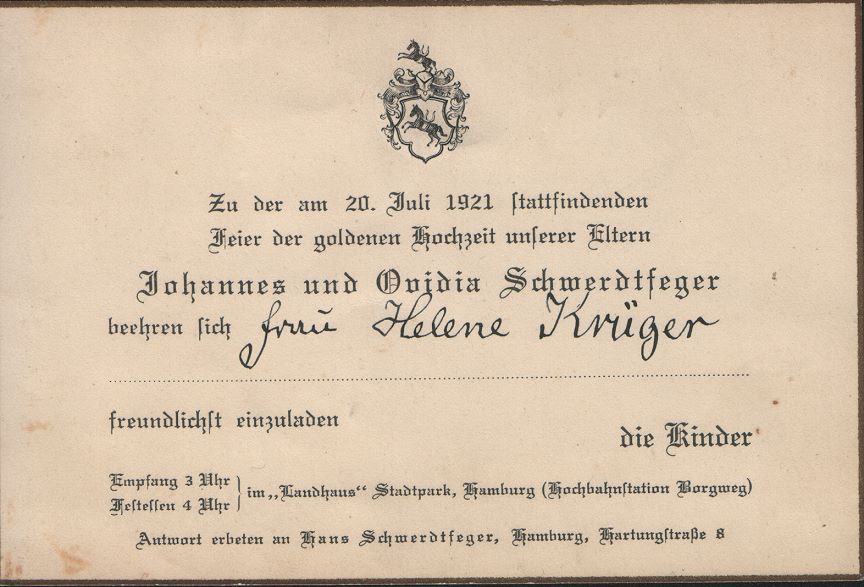 Zu der am 20. Juli 1921 stattfindenden
Feier der goldenen Hochzeit unserer Eltern
Johannes und Ovidia Schwerdtfeger
beehren sich Frau Helene Krüger
freundlichst einzuladen
die Kinder
Empfang 3 Uhr
Festessen 4 Uhr } im „Landhaus“ Stadtpark, Hamburg (Hochbahnstation Borgweg)
Antwort erbeten an Hans Schwerdtfeger, Hamburg, Hartungstraße 8